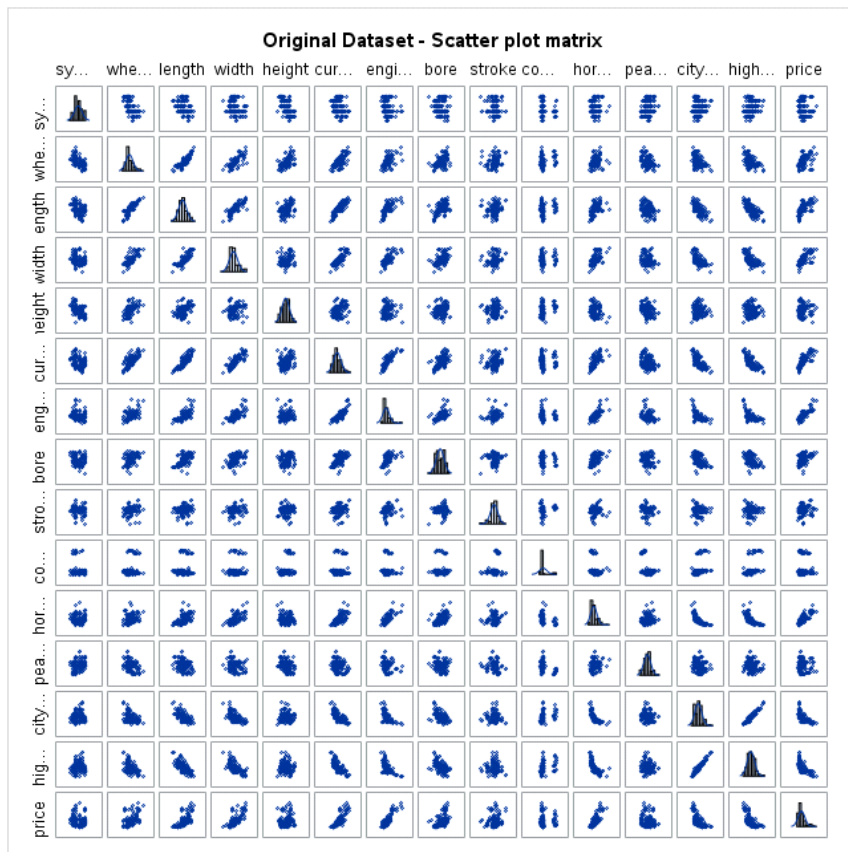 Original Dataset - Scatter plot matrix
sy... whe... length width height cur... engi... bore stroke co... hor... pea... city... high... price
sy...
whe...
ength
width
neight
cur...
eng...
bore
stro...
co...
hor...
pea...
city...
hig...
price